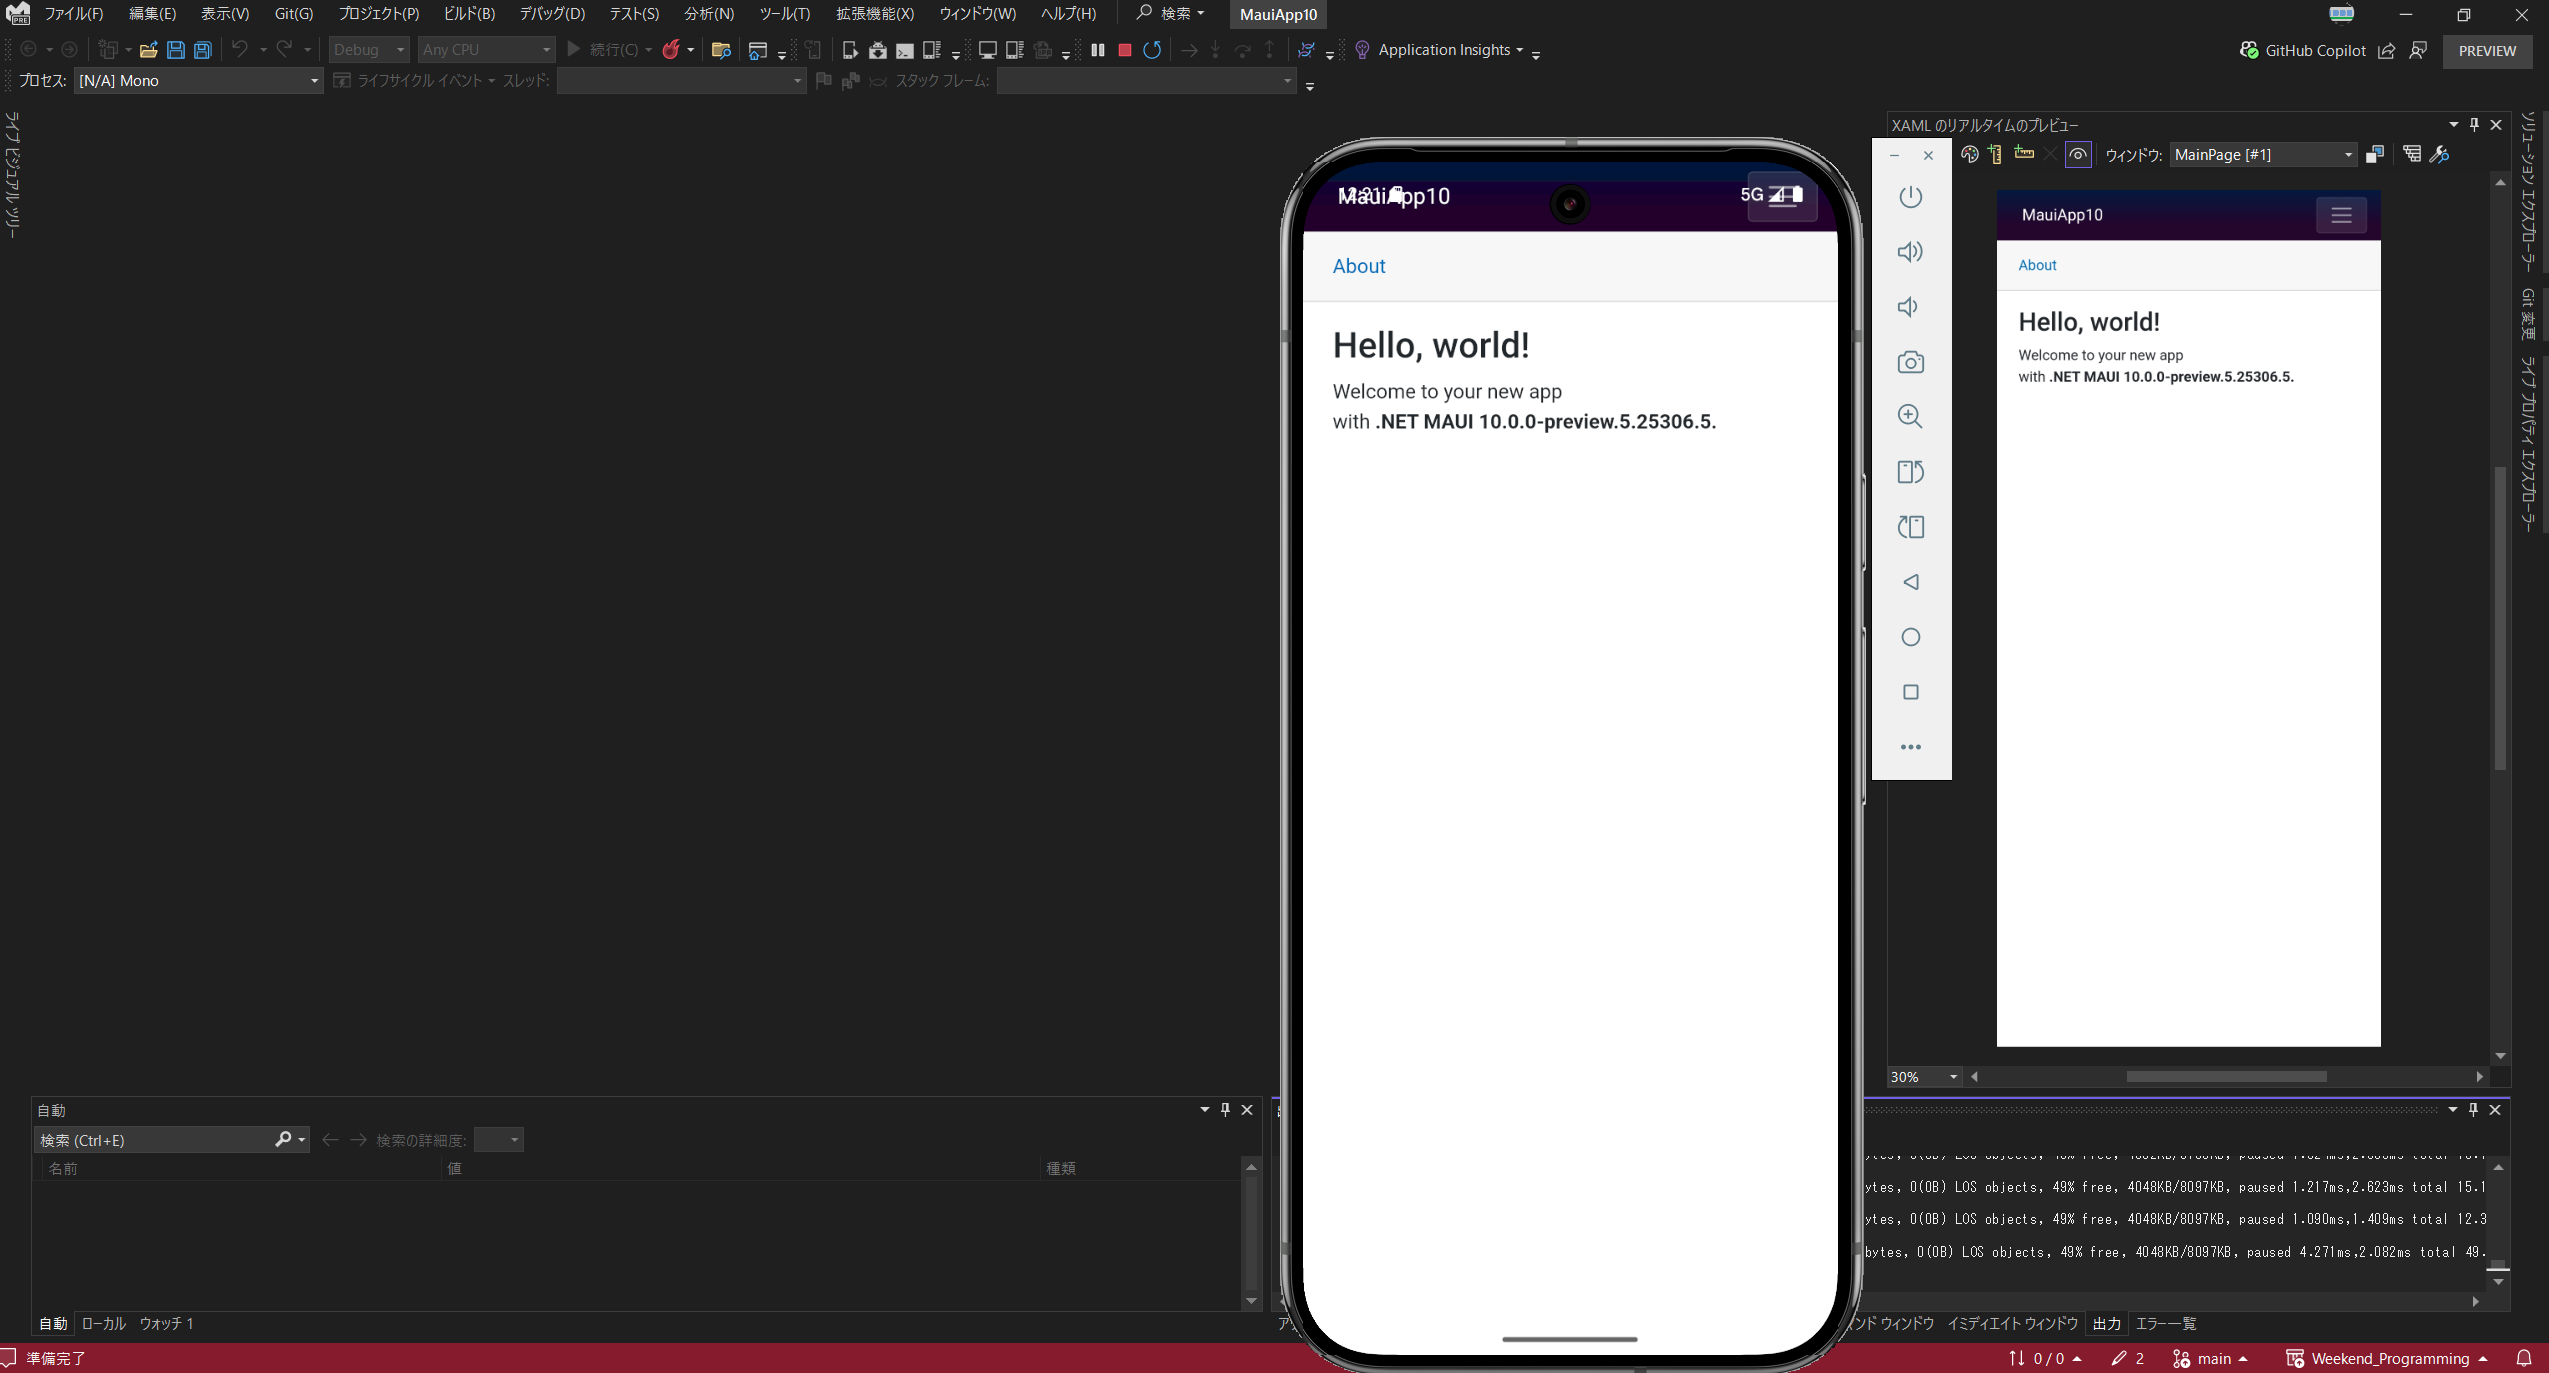 ファイル(F) 編集(E) 表示(V) Git(G) プロジェクト(P) ビルド(B) デバッグ(D) テスト(S) 分析(N) ツール(T) 拡張機能(X) ウィンドウ(W) ヘルプ(H) 検索 MauiApp10
Debug Any CPU 続行(C) Application Insights GitHub Copilot PREVIEW
プロセス: [N/A] Mono ライフサイクル イベント スレッド: スタック フレーム:
ライブ ビジュアル ツリー
MauiApp10
5G
About
Hello, world!
Welcome to your new app
with .NET MAUI 10.0.0-preview.5.25306.5.
XAML のリアルタイムのプレビュー
ウィンドウ: MainPage [#1]
MauiApp10
About
Hello, world!
Welcome to your new app
with .NET MAUI 10.0.0-preview.5.25306.5.
30%
ソリューション エクスプローラー
Git 変更
ライブ プロパティ エクスプローラー
自動
検索 (Ctrl+E) 検索の詳細度:
名前 値 種類
自動 ローカル ウォッチ 1
ytes, 0(0B) LOS objects, 49% free, 4048KB/8097KB, paused 1.217ms,2.623ms total 15.1
ytes, 0(0B) LOS objects, 49% free, 4048KB/8097KB, paused 1.090ms,1.409ms total 12.3
bytes, 0(0B) LOS objects, 49% free, 4048KB/8097KB, paused 4.271ms,2.082ms total 49.
ンド ウィンドウ イミディエイト ウィンドウ 出力 エラー一覧
準備完了 0 / 0 2 main Weekend_Programming